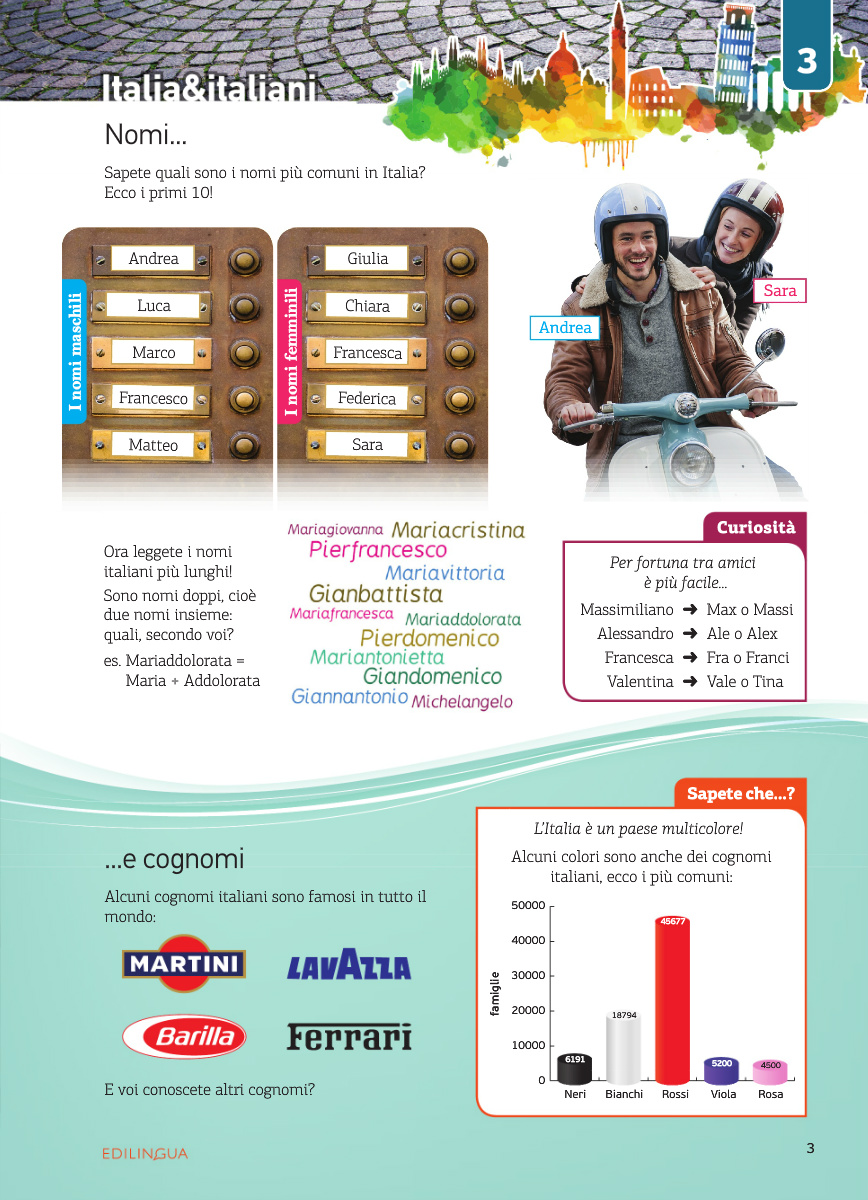 3
Italia&italiani
Nomi...
Sapete quali sono i nomi più comuni in Italia?
Ecco i primi 10!
I nomi maschili
Andrea
Luca
Marco
Francesco
Matteo
I nomi femminili
Giulia
Chiara
Francesca
Federica
Sara
Andrea
Sara
Ora leggete i nomi
italiani più lunghi!
Sono nomi doppi, cioè
due nomi insieme:
quali, secondo voi?
es. Mariaddolorata =
Maria + Addolorata
Mariagiovanna Mariacristina
Pierfrancesco
Mariavittoria
Gianbattista
Mariafrancesca Mariaddolorata
Pierdomenico
Mariantonietta
Giandomenico
Giannantonio Michelangelo
Curiosità
Per fortuna tra amici
è più facile...
Massimiliano ➜ Max o Massi
Alessandro ➜ Ale o Alex
Francesca ➜ Fra o Franci
Valentina ➜ Vale o Tina
...e cognomi
Alcuni cognomi italiani sono famosi in tutto il
mondo:
MARTINI
LAVAZZA
Barilla
Ferrari
E voi conoscete altri cognomi?
Sapete che...?
L'Italia è un paese multicolore!
Alcuni colori sono anche dei cognomi
italiani, ecco i più comuni:
famiglie
50000
40000
30000
20000
10000
0
6191
18794
45677
5200
4500
Neri Bianchi Rossi Viola Rosa
EDILINGUA
3